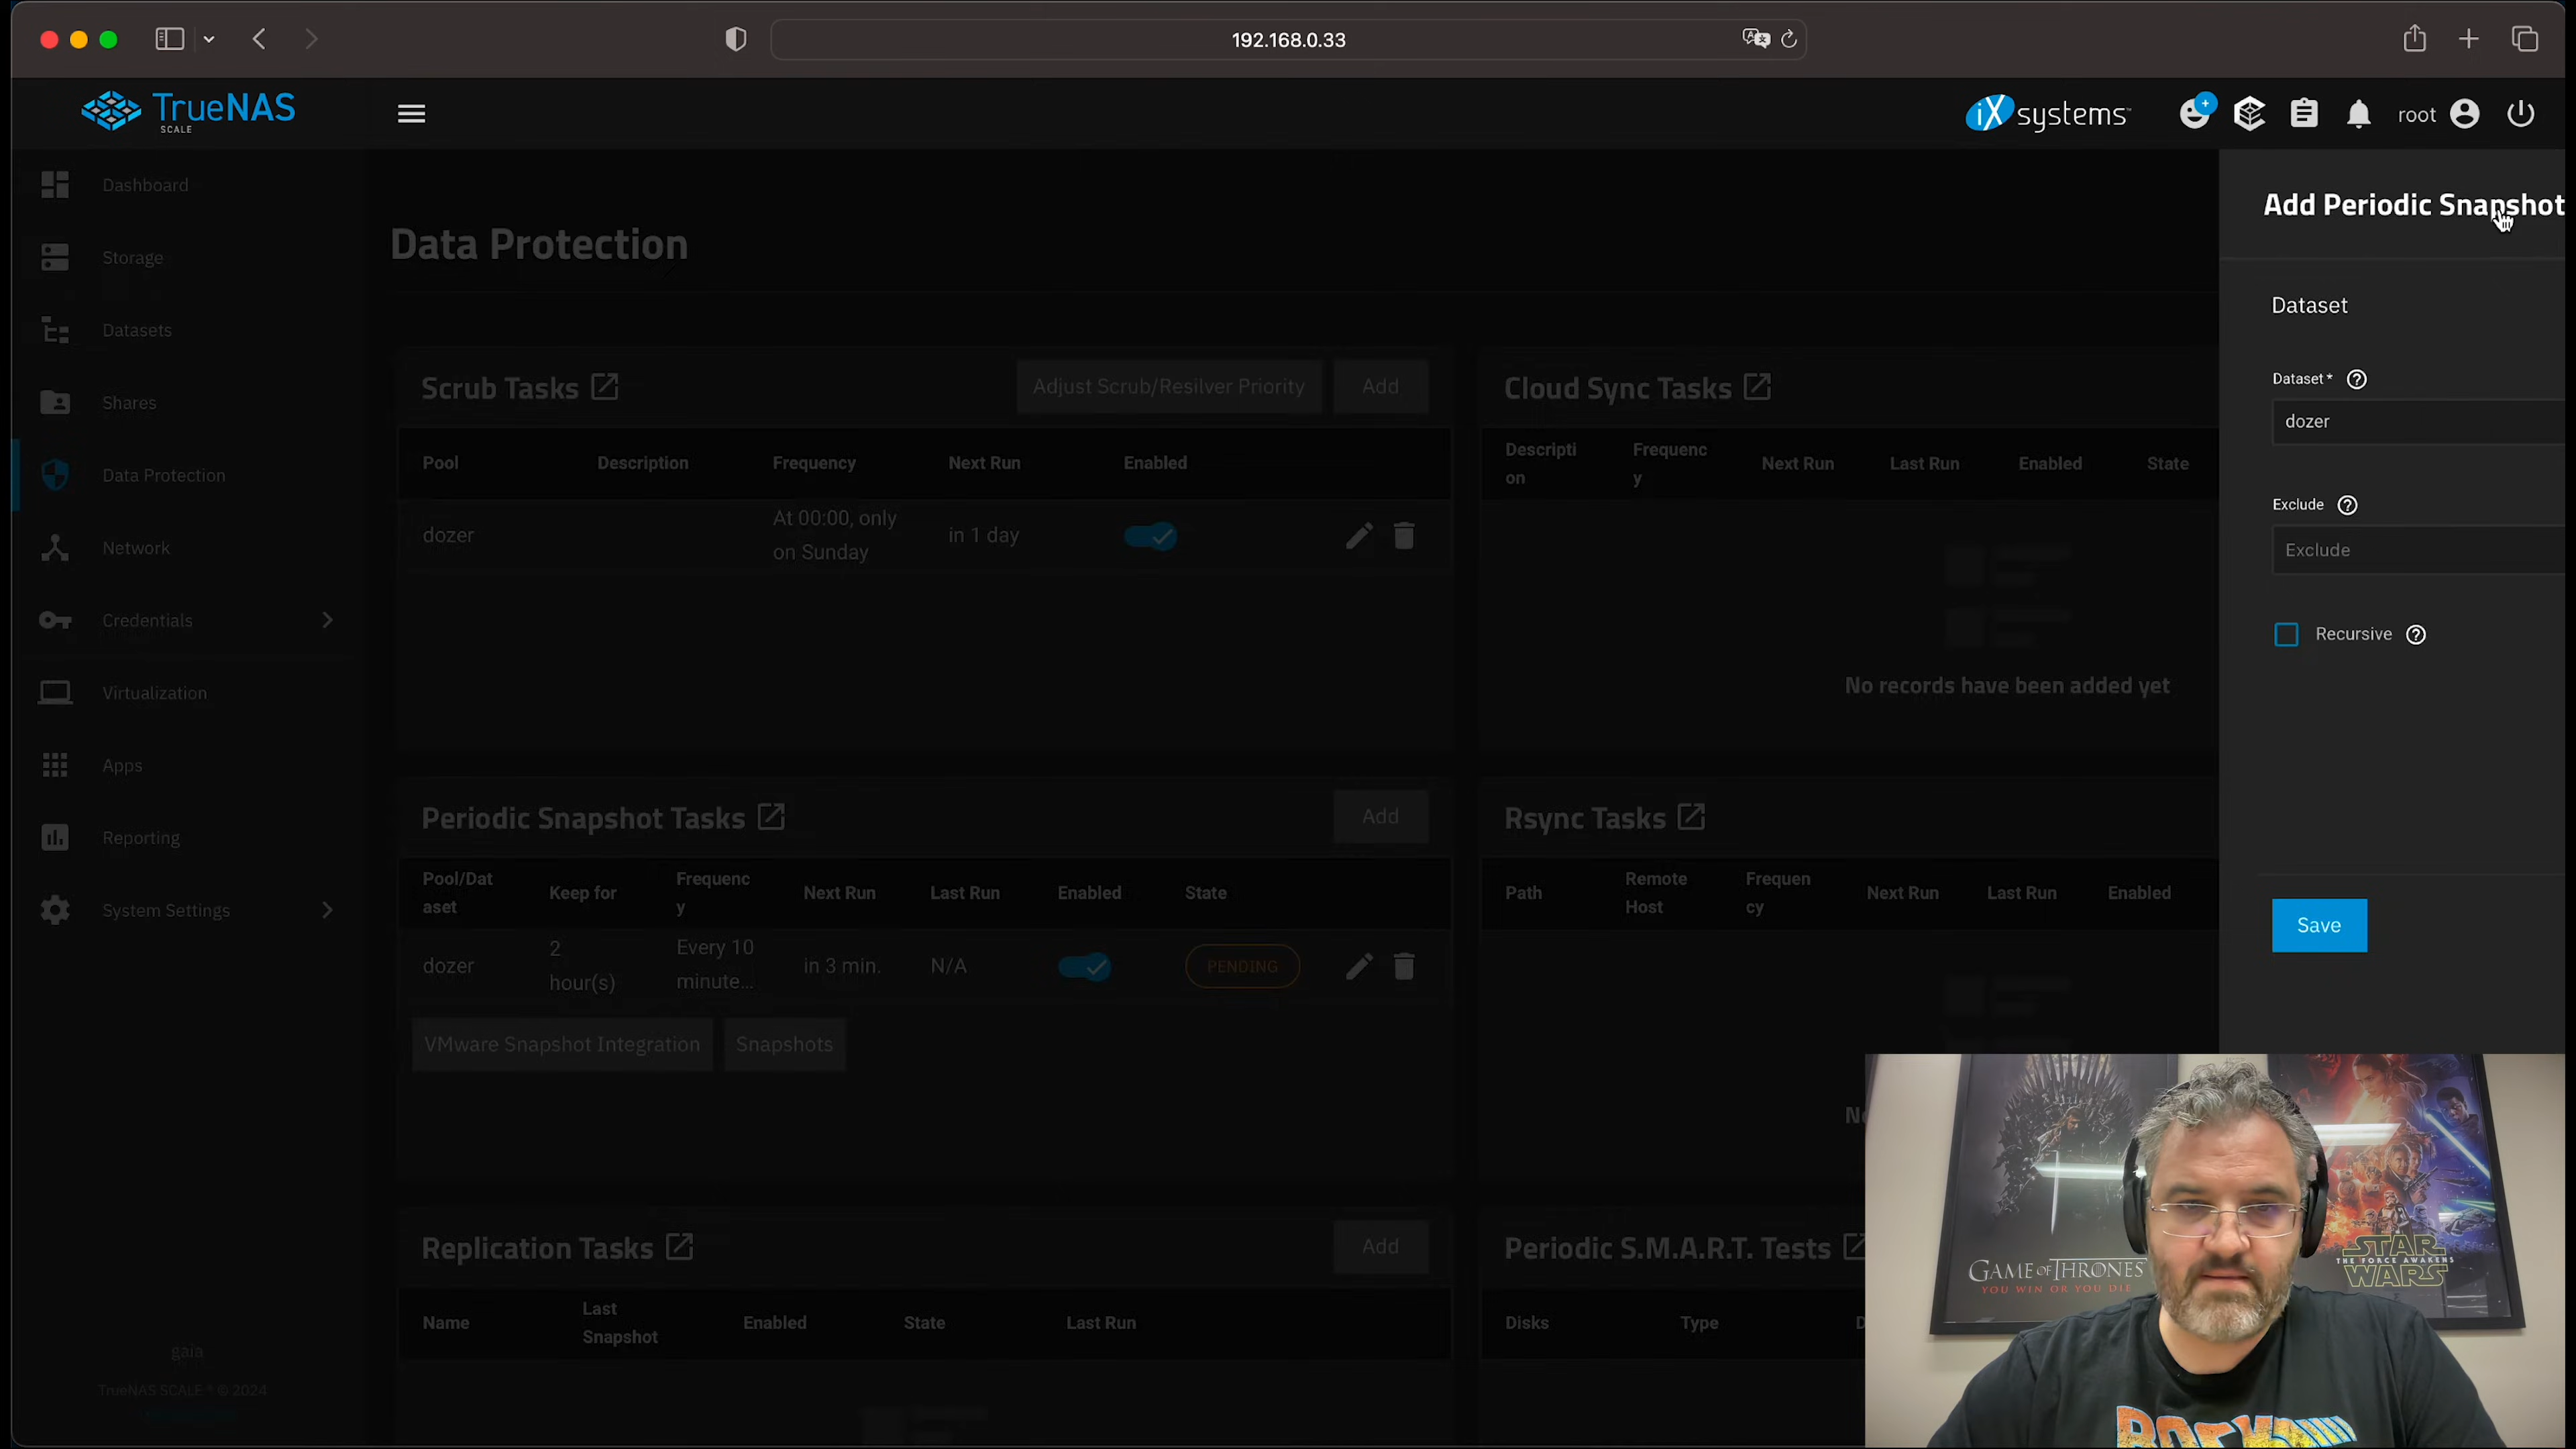 192.168.0.33
TrueNAS
SCALE
iXsystems
root
Dashboard
Storage
Datasets
Shares
Data Protection
Network
Credentials
Virtualization
Apps
Reporting
System Settings
gaia
TrueNAS SCALE ® © 2024
Data Protection
Scrub Tasks
Adjust Scrub/Resilver Priority
Add
Pool
Description
Frequency
Next Run
Enabled
dozer
At 00:00, only
on Sunday
in 1 day
Cloud Sync Tasks
Descripti
on
Frequenc
y
Next Run
Last Run
Enabled
State
No records have been added yet
Periodic Snapshot Tasks
Add
Pool/Dat
aset
Keep for
Frequenc
y
Next Run
Last Run
Enabled
State
dozer
2
hour(s)
Every 10
minute...
in 3 min.
N/A
PENDING
VMware Snapshot Integration
Snapshots
Rsync Tasks
Path
Remote
Host
Frequen
cy
Next Run
Last Run
Enabled
Replication Tasks
Add
Name
Last
Snapshot
Enabled
State
Last Run
Periodic S.M.A.R.T. Tests
Disks
Type
Add Periodic Snapshot
Dataset
Dataset *
dozer
Exclude
Exclude
Recursive
Save
GAME OF THRONES
YOU WIN OR YOU DIE
STAR
THE FORCE AWAKENS
WARS